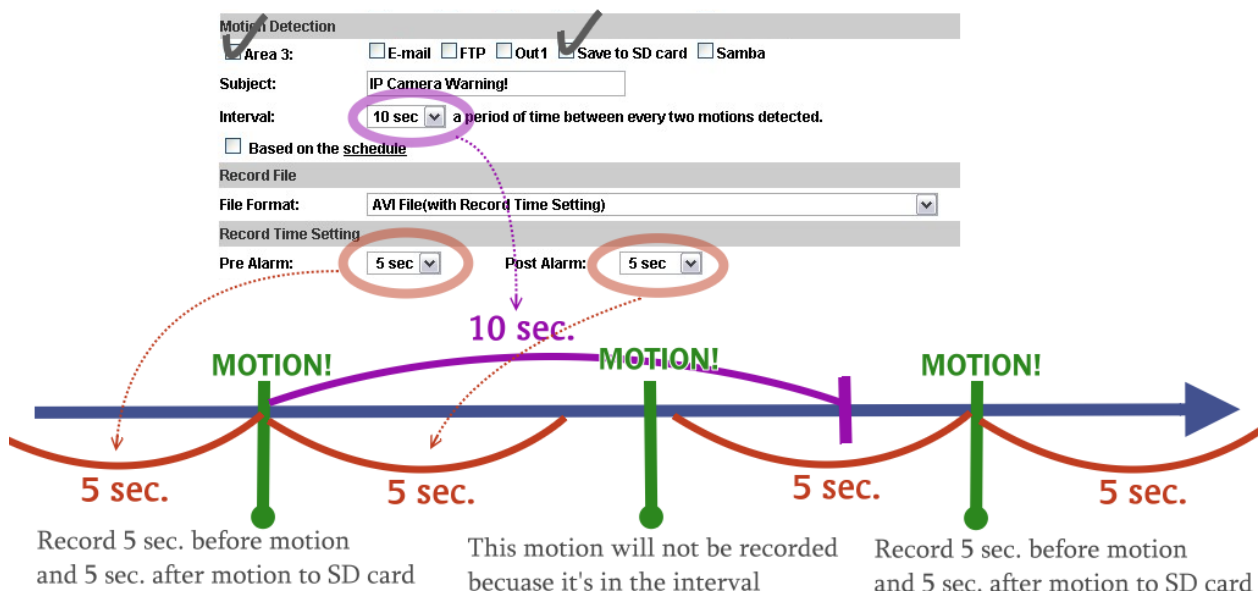 Motion Detection
Area 3: E-mail FTP Out1 Save to SD card Samba
Subject: IP Camera Warning!
Interval: 10 sec a period of time between every two motions detected.
Based on the schedule
Record File
File Format: AVI File(with Record Time Setting)
Record Time Setting
Pre Alarm: 5 sec Post Alarm: 5 sec
10 sec.
MOTION! MOTION! MOTION!
5 sec. 5 sec. 5 sec. 5 sec.
Record 5 sec. before motion
and 5 sec. after motion to SD card
This motion will not be recorded
becuase it's in the interval
Record 5 sec. before motion
and 5 sec. after motion to SD card